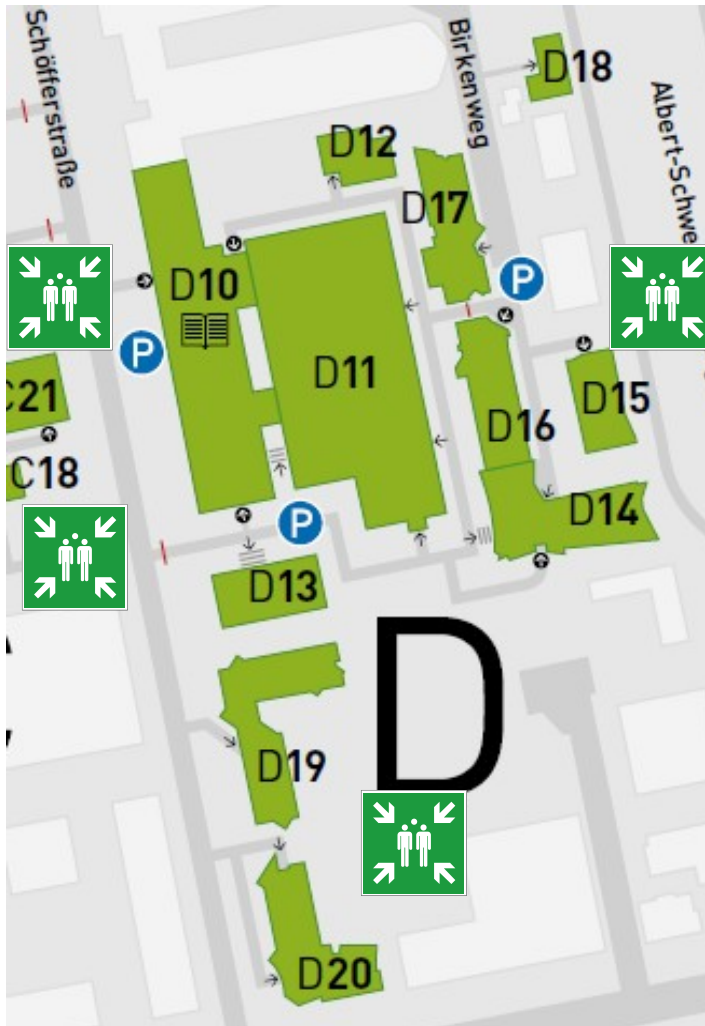 Schöfferstraße
Birkenweg
D18
Albert-Schwe
D12
D17
D10
P
P
D11
C21
D15
D16
C18
D14
P
D13
D
D19
D20